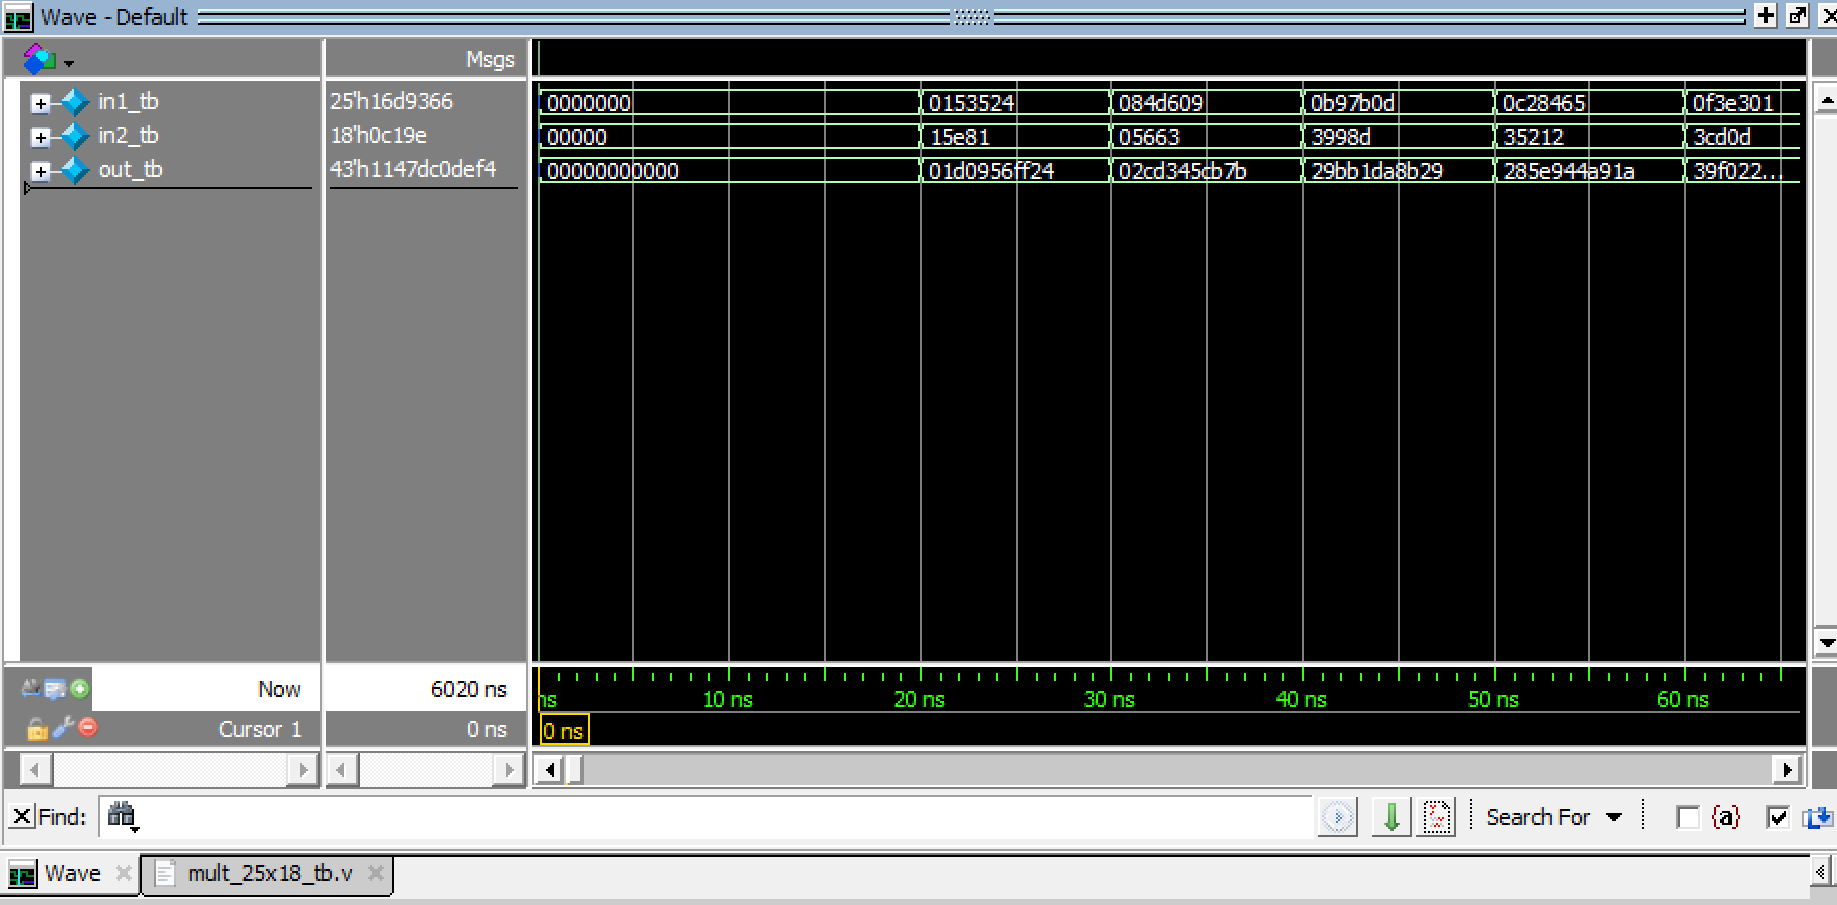 Wave - Default
Msgs
in1_tb 25'h16d9366 0000000 0153524 084d609 0b97b0d 0c28465 0f3e301
in2_tb 18'h0c19e 00000 15e81 05663 3998d 35212 3cd0d
out_tb 43'h1147dc0def4 00000000000 01d0956ff24 02cd345cb7b 29bb1da8b29 285e944a91a 39f022...
Now 6020 ns ns 10 ns 20 ns 30 ns 40 ns 50 ns 60 ns
Cursor 1 0 ns 0 ns
Find: Search For {a}
Wave mult_25x18_tb.v